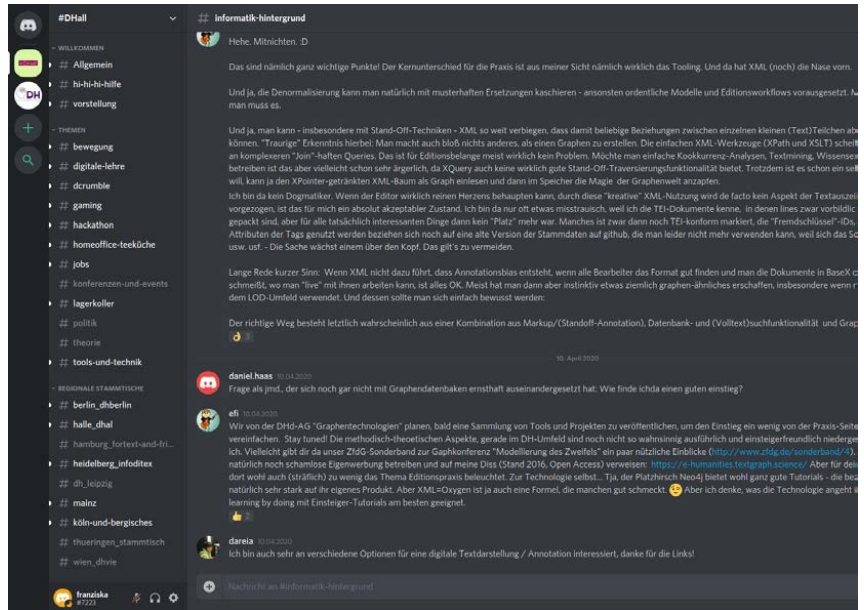 #DHall
WILLKOMMEN
Allgemein
hi-hi-hi-hilfe
vorstellung
THEMEN
bewegung
digitale-lehre
dcrumble
gaming
hackathon
homeoffice-teeküche
jobs
konferenzen-und-events
lagerkoller
politik
theorie
tools-und-technik
REGIONALE STAMMTISCHE
berlin_dhberlin
halle_dhal
hamburg_fortext-and-fri...
heidelberg_infoditex
dh_leipzig
mainz
köln-und-bergisches
thueringen_stammtisch
wien_dhvie
franziska
#7223
DH
informatik-hintergrund
Hehe. Mitnichten. :D
Das sind nämlich ganz wichtige Punkte! Der Kernunterschied für die Praxis ist aus meiner Sicht nämlich wirklich das Tooling. Und da hat XML (noch) die Nase vorn.
Und ja, die Denormalisierung kann man natürlich mit musterhaften Ersetzungen kaschieren - ansonsten ordentliche Modelle und Editionsworkflows vorausgesetzt.
man muss es.
Und ja, man kann - insbesondere mit Stand-Off-Techniken - XML so weit verbiegen, dass damit beliebige Beziehungen zwischen einzelnen kleinen (Text)Teilchen
können. "Traurige" Erkenntnis hierbei: Man macht auch bloß nichts anderes, als einen Graphen zu erstellen. Die einfachen XML-Werkzeuge (XPath und XSLT)
an komplexeren "Join"-haften Queries. Das ist für Editionsbelange meist wirklich kein Problem. Möchte man einfache Kookkurrenz-Analysen, Textmining,
betreiben ist das aber vielleicht schon sehr ärgerlich, da XQuery auch keine wirklich gute Stand-Off-Traversierungsfunktionalität bietet. Trotzdem ist es schon ein
will, kann ja den XPointer-getränkten XML-Baum als Graph einlesen und dann im Speicher die Magie der Graphenwelt anzapfen.
Ich bin da kein Dogmatiker. Wenn der Editor wirklich reinen Herzens behaupten kann, durch diese "kreative" XML-Nutzung wird de facto kein Aspekt der
vorgezogen, ist das für mich ein absolut akzeptabler Zustand. Ich bin da nur oft etwas misstrauisch, weil ich die TEI-Dokumente kenne, in denen zwar vorbildlic
gepackt sind, aber für alle tatsächlich interessanten Dinge dann kein "Platz" mehr war. Manches ist zwar dann noch TEI-konform markiert, die "Fremdschlüssel"-IDs,
Attributen der Tags genutzt werden beziehen sich noch auf eine alte Version der Stammdaten auf github, die man leider nicht mehr verwenden kann, weil sich das
usw. usf. - Die Sache wächst einem über den Kopf. Das gilt's zu vermeiden.
Lange Rede kurzer Sinn: Wenn XML nicht dazu führt, dass Annotationsbias entsteht, wenn alle Bearbeiter das Format gut finden und man die Dokumente in BaseX
schmeißt, wo man "live" mit ihnen arbeiten kann, ist alles OK. Meist hat man dann aber instinktiv etwas ziemlich graphen-ähnliches erschaffen, insbesondere wenn
dem LOD-Umfeld verwendet. Und dessen sollte man sich einfach bewusst werden:
Der richtige Weg besteht letztlich wahrscheinlich aus einer Kombination aus Markup/(Standoff-Annotation), Datenbank- und (Volltext)suchfunktionalität und
3
10. April 2020
daniel.haas 10.04.2020
Frage als jmd., der sich noch gar nicht mit Graphendatenbaken ernsthaft auseinandergesetzt hat: Wie finde ichda einen guten einstieg?
efi 10.04.2020
Wir von der DHd-AG "Graphentechnologien" planen, bald eine Sammlung von Tools und Projekten zu veröffentlichen, um den Einstieg ein wenig von der Praxis-Seite
vereinfachen. Stay tuned! Die methodisch-theoetischen Aspekte, gerade im DH-Umfeld sind noch nicht so wahnsinnig ausführlich und einsteigerfreundlich
ich. Vielleicht gibt dir da unser ZfdG-Sonderband zur Gaphkonferenz "Modellierung des Zweifels" ein paar nützliche Einblicke (http://www.zfdg.de/sonderband/4).
natürlich noch schamlose Eigenwerbung betreiben und auf meine Diss (Stand 2016, Open Access) verweisen: https://e-humanities.textgraph.science/ Aber für
dort wohl auch (sträflich) zu wenig das Thema Editionspraxis beleuchtet. Zur Technologie selbst... Tja, der Platzhirsch Neo4j bietet wohl ganz gute Tutorials - die
natürlich sehr stark auf ihr eigenes Produkt. Aber XML=Oxygen ist ja auch eine Formel, die manchen gut schmeckt. Aber ich denke, was die Technologie angeht
learning by doing mit Einsteiger-Tutorials am besten geeignet.
2
dareia 10.04.2020
Ich bin auch sehr an verschiedene Optionen für eine digitale Textdarstellung / Annotation interessiert, danke für die Links!
Nachricht an #informatik-hintergrund